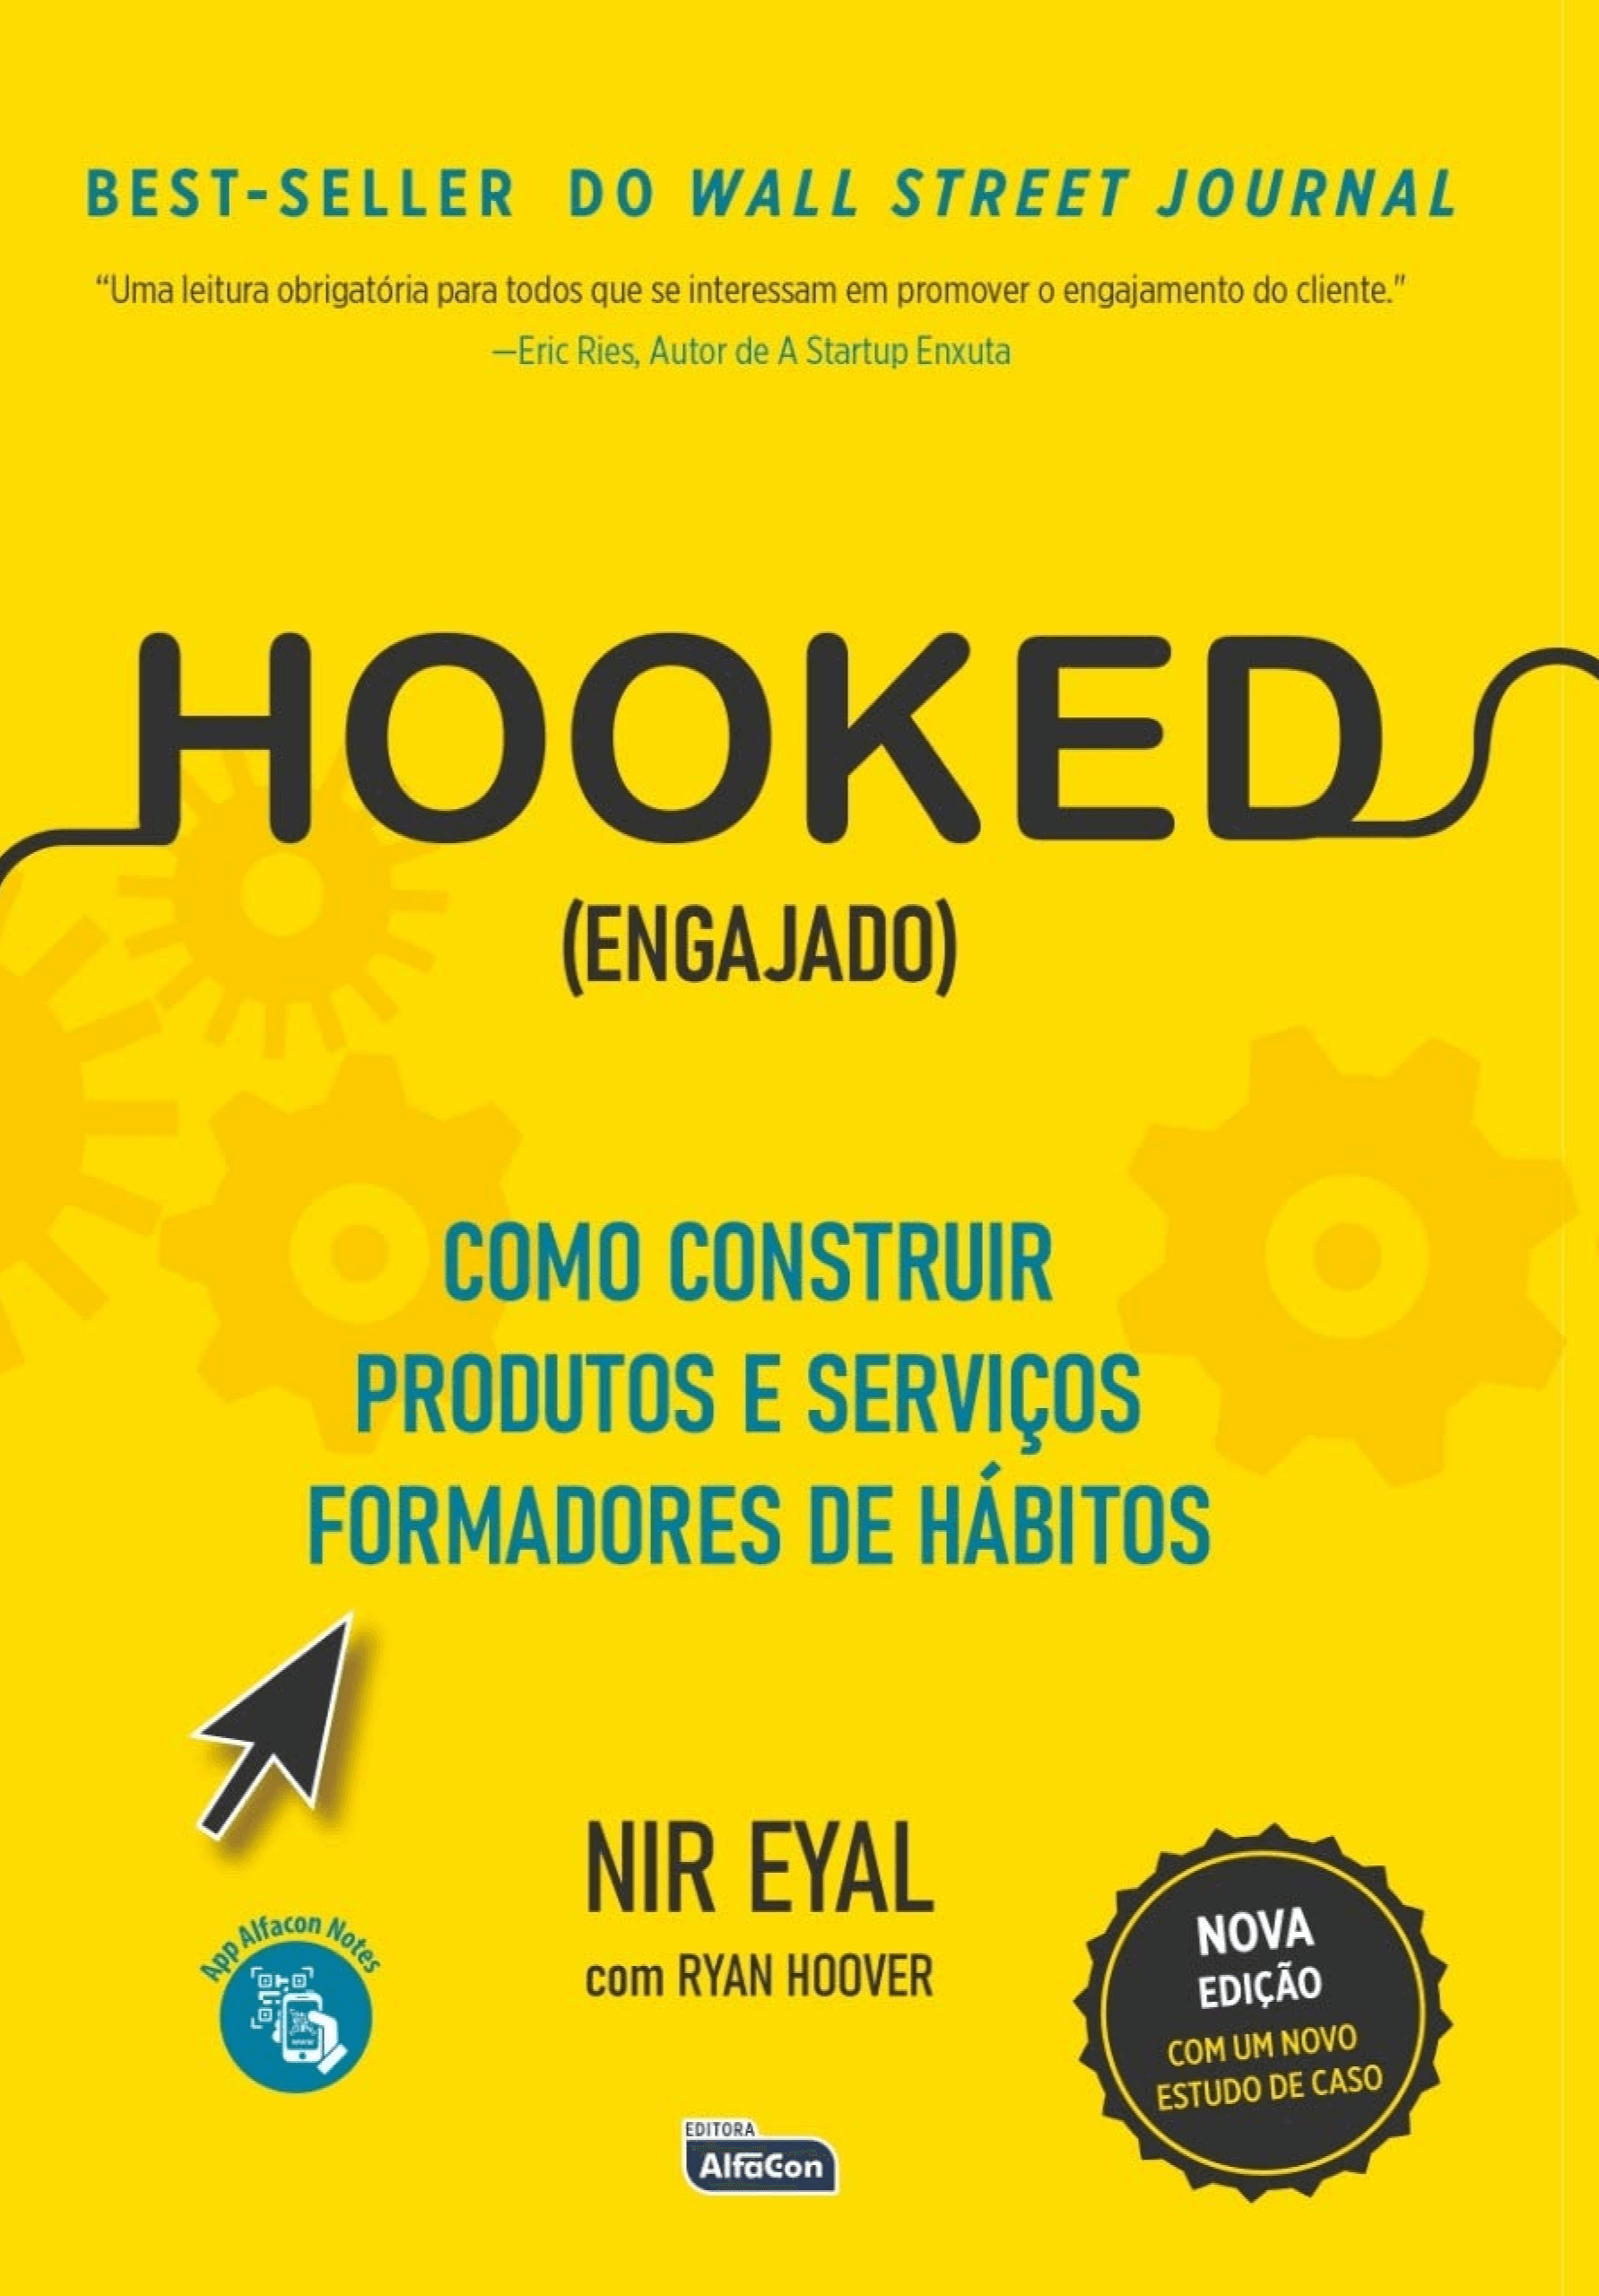 BEST-SELLER DO WALL STREET JOURNAL
“Uma leitura obrigatória para todos que se interessam em promover o engajamento do cliente."
—Eric Ries, Autor de A Startup Enxuta
HOOKED
(ENGAJADO)
COMO CONSTRUIR
PRODUTOS E SERVIÇOS
FORMADORES DE HÁBITOS
NIR EYAL
com RYAN HOOVER
App Alfacon Notes
www
NOVA
EDIÇÃO
COM UM NOVO
ESTUDO DE CASO
EDITORA
AlfaCon